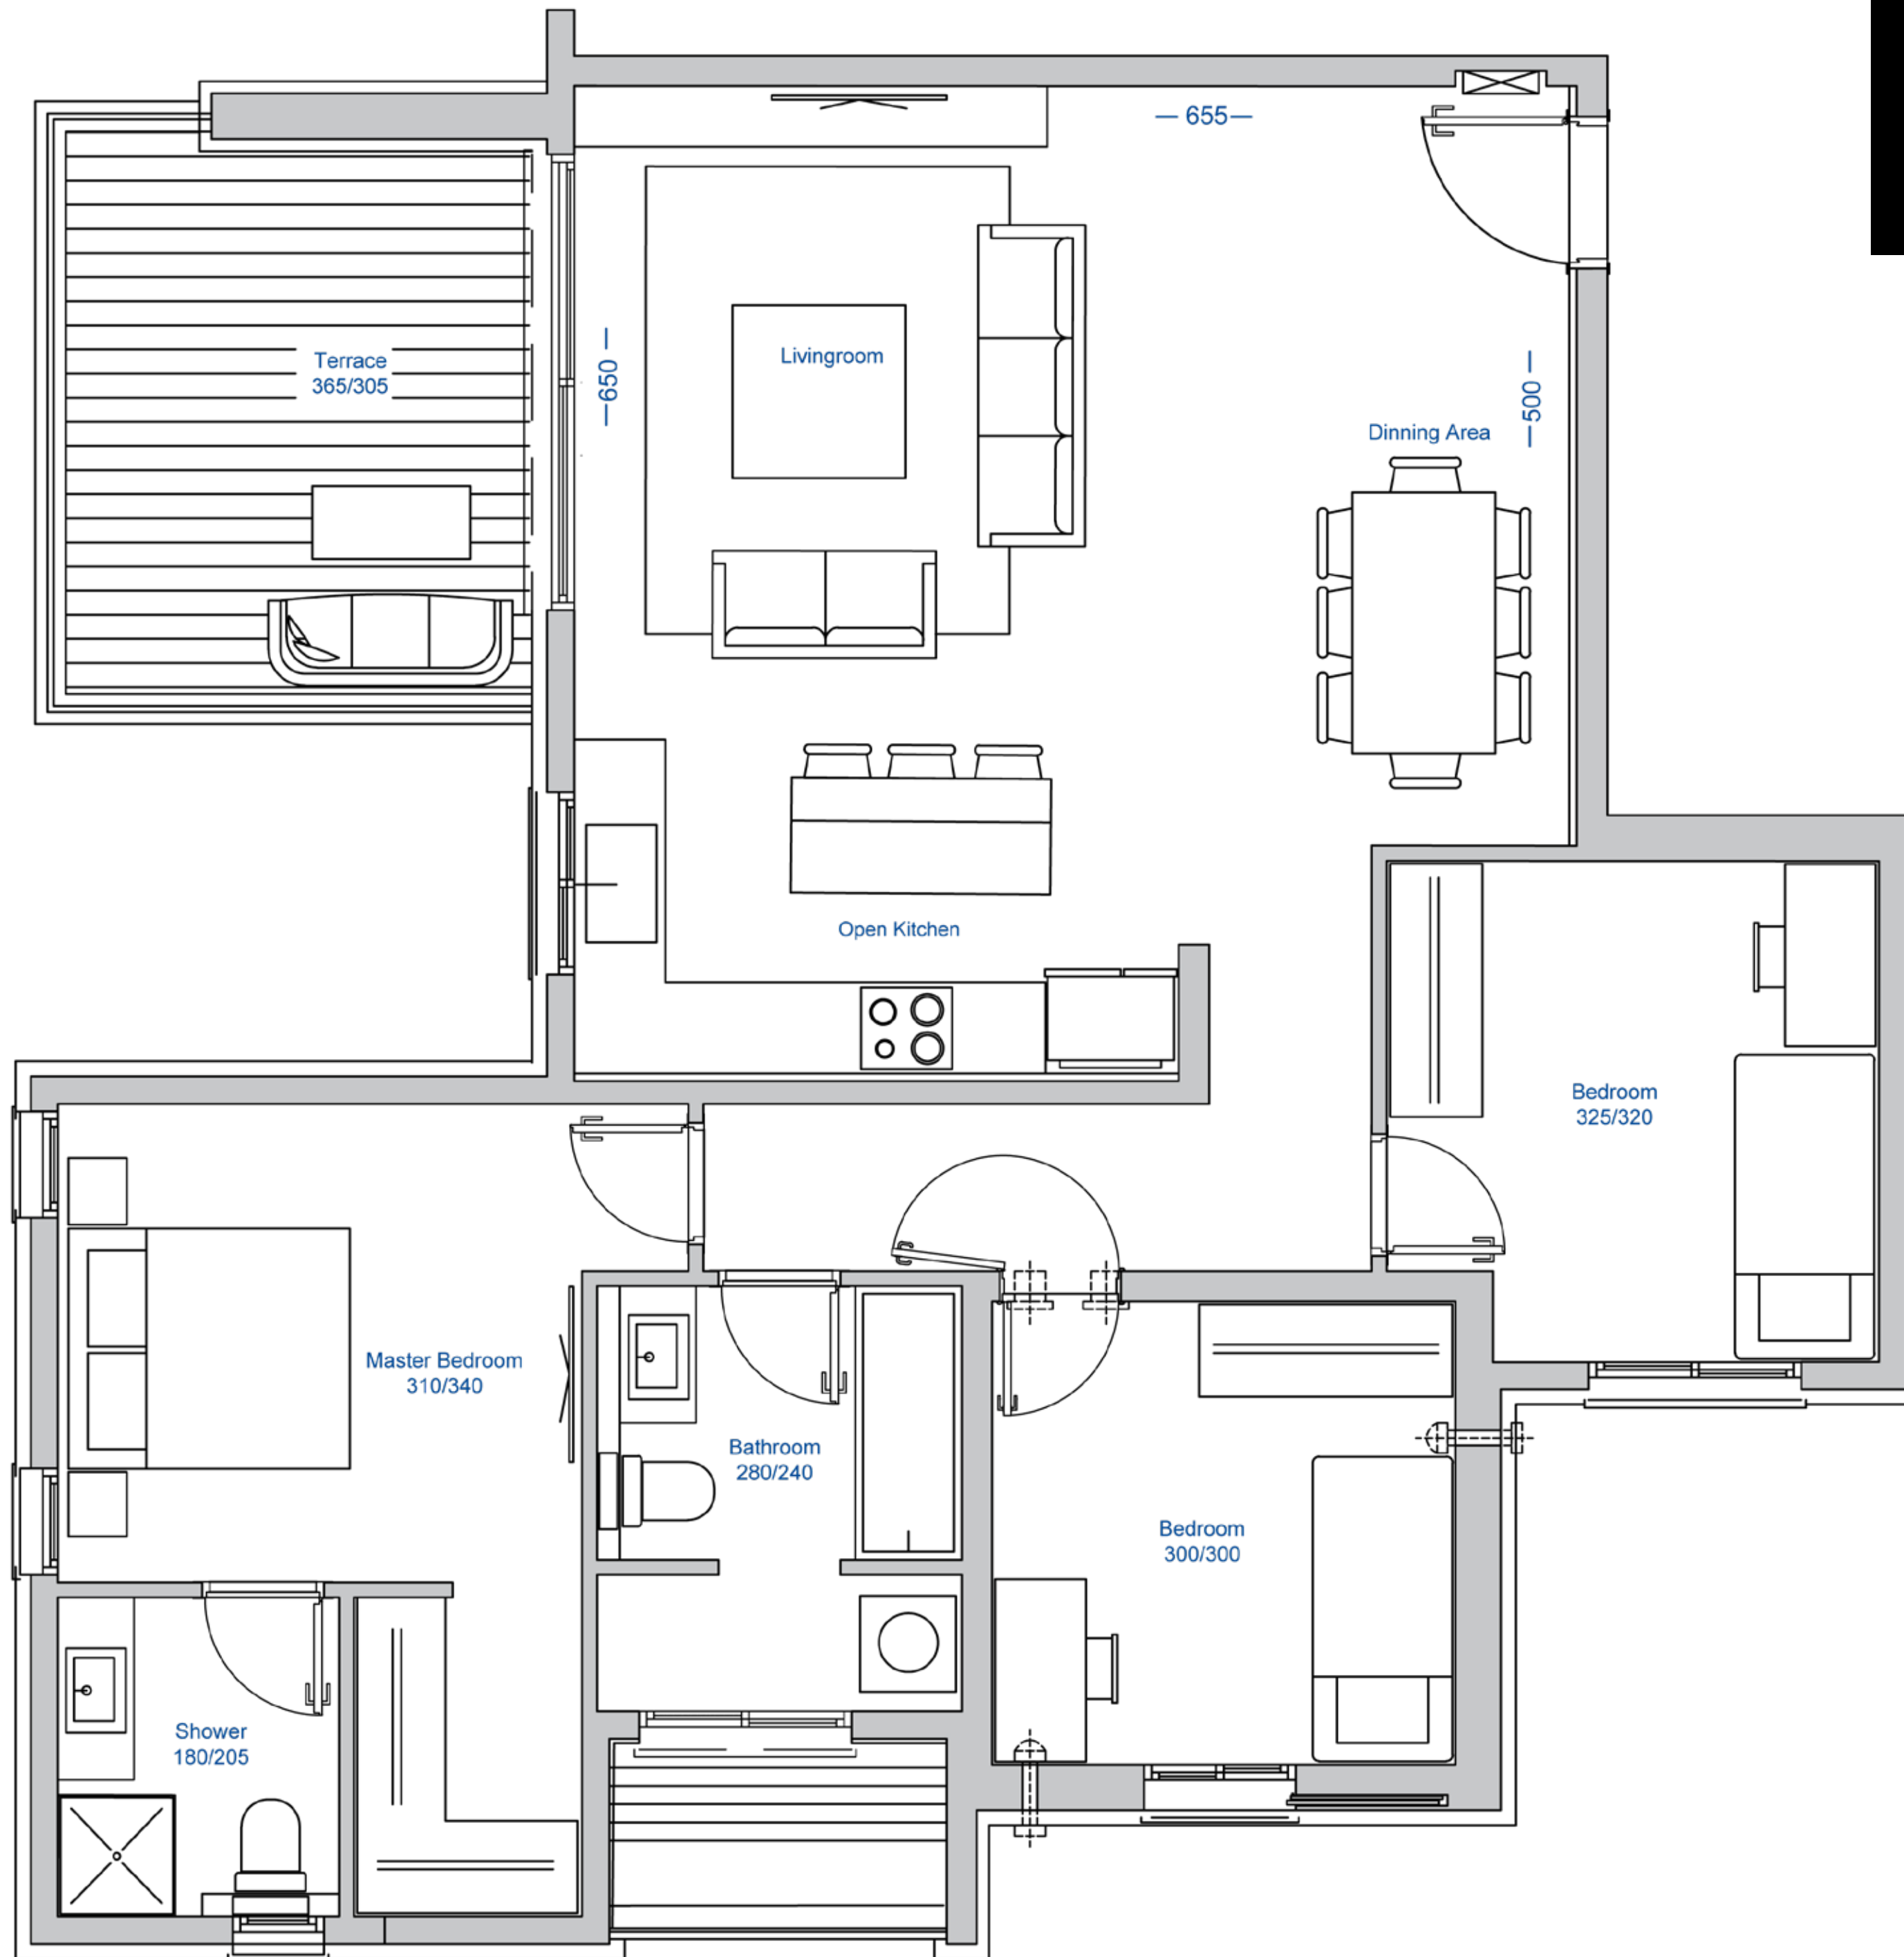 — 655 —
Terrace
365/305
— 650 —
Livingroom
— 500 —
Dinning Area
Open Kitchen
Bedroom
325/320
Master Bedroom
310/340
Bathroom
280/240
Bedroom
300/300
Shower
180/205